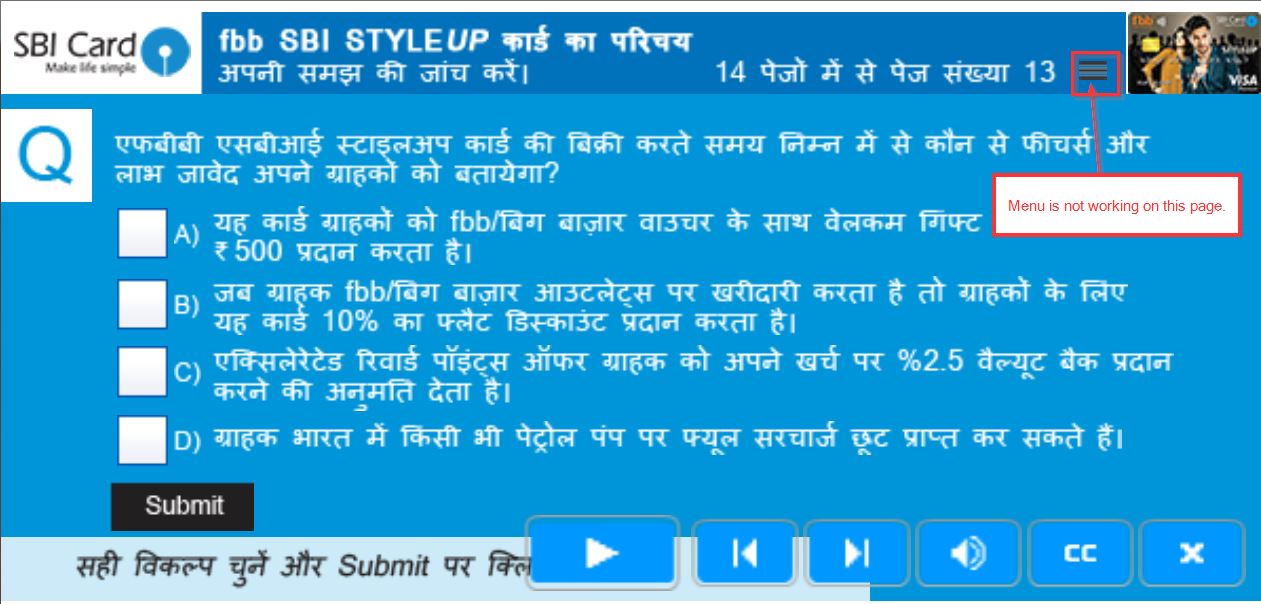 SBI Card
Make life simple
fbb SBI STYLEUP कार्ड का परिचय
अपनी समझ की जांच करें।
14 पेजों में से पेज संख्या 13
fbb
SBI Card
STYLEUP
VISA
Q
एफबीबी एसबीआई स्टाइलअप कार्ड की बिक्री करते समय निम्न में से कौन से फीचर्स और
लाभ जावेद अपने ग्राहकों को बतायेगा?
Menu is not working on this page.
A) यह कार्ड ग्राहकों को fbb/बिग बाज़ार वाउचर के साथ वेलकम गिफ्ट
₹ 500 प्रदान करता है।
B) जब ग्राहक fbb/बिग बाज़ार आउटलेट्स पर खरीदारी करता है तो ग्राहकों के लिए
यह कार्ड 10% का फ्लैट डिस्काउंट प्रदान करता है।
C) एक्सिलेरेटेड रिवार्ड पॉइंट्स ऑफर ग्राहक को अपने खर्च पर %2.5 वैल्यूट बैक प्रदान
करने की अनुमति देता है।
D) ग्राहक भारत में किसी भी पेट्रोल पंप पर फ्यूल सरचार्ज छूट प्राप्त कर सकते हैं।
Submit
सही विकल्प चुनें और Submit पर क्लि
CC